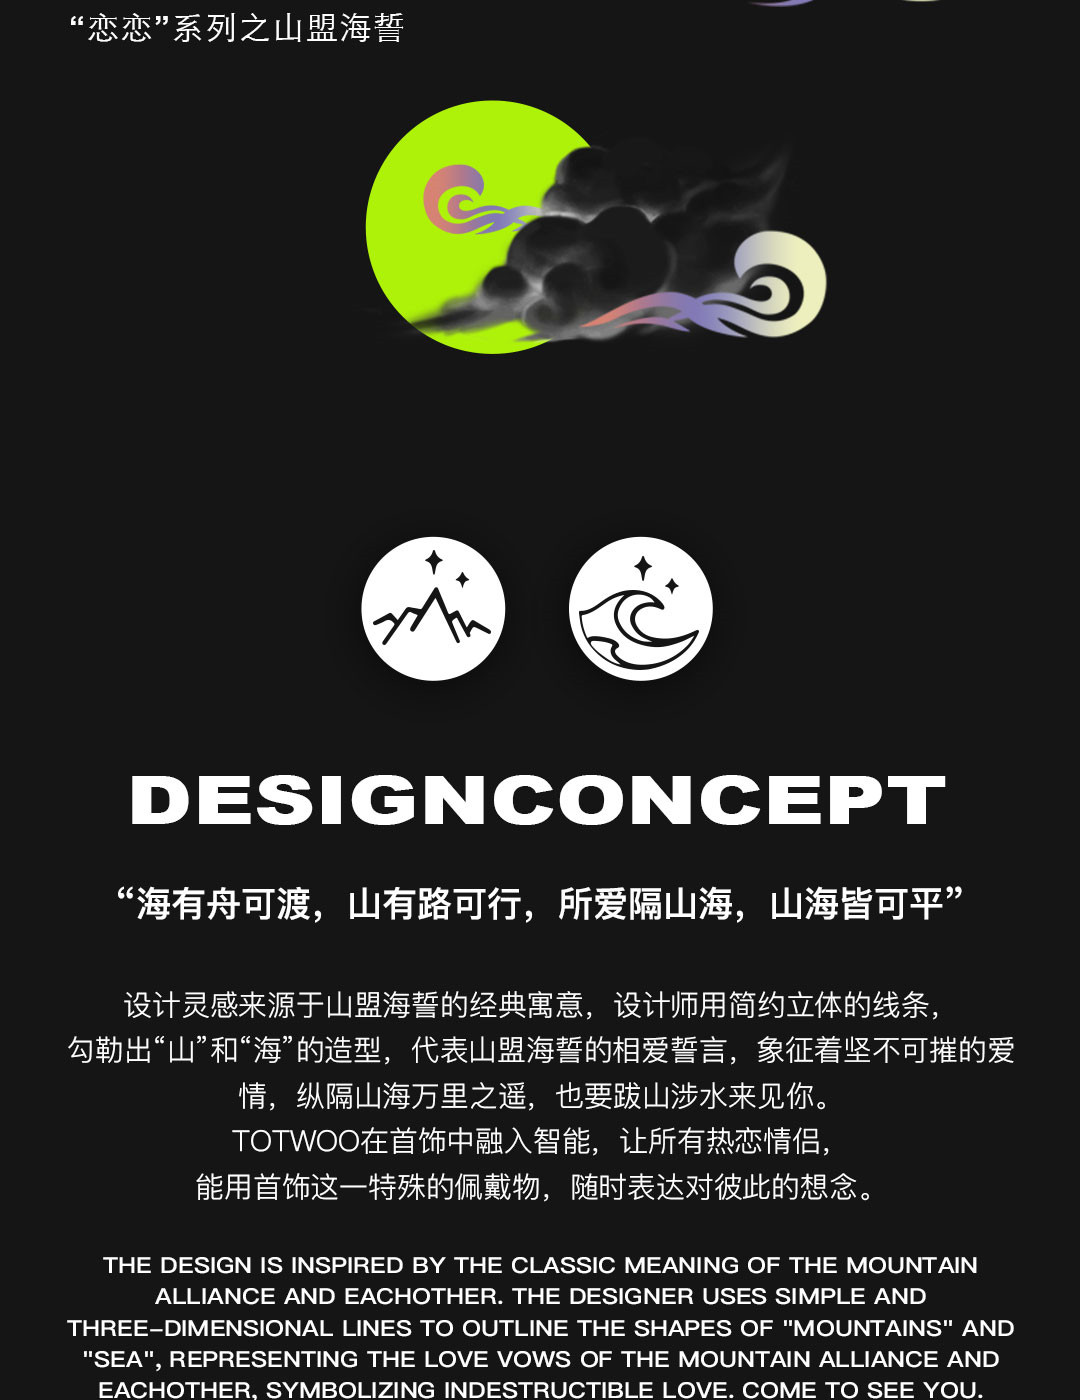 “恋恋”系列之山盟海誓
DESIGNCONCEPT
“海有舟可渡，山有路可行，所爱隔山海，山海皆可平”
设计灵感来源于山盟海誓的经典寓意，设计师用简约立体的线条，
勾勒出“山”和“海”的造型，代表山盟海誓的相爱誓言，象征着坚不可摧的爱
情，纵隔山海万里之遥，也要跋山涉水来见你。
TOTWOO在首饰中融入智能，让所有热恋情侣，
能用首饰这一特殊的佩戴物，随时表达对彼此的想念。
THE DESIGN IS INSPIRED BY THE CLASSIC MEANING OF THE MOUNTAIN
ALLIANCE AND EACHOTHER. THE DESIGNER USES SIMPLE AND
THREE-DIMENSIONAL LINES TO OUTLINE THE SHAPES OF "MOUNTAINS" AND
"SEA", REPRESENTING THE LOVE VOWS OF THE MOUNTAIN ALLIANCE AND
EACHOTHER, SYMBOLIZING INDESTRUCTIBLE LOVE. COME TO SEE YOU.